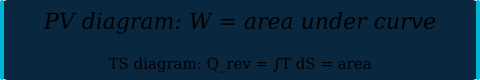 PV diagram: W = area under curve
TS diagram: Q_rev = ∫T dS = area